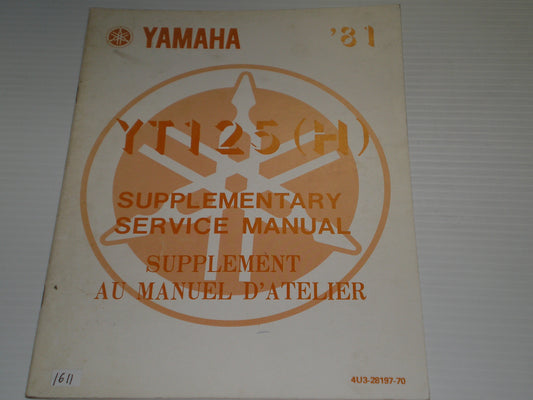 YAMAHA '81
YT125(H)
SUPPLEMENTARY
SERVICE MANUAL
SUPPLEMENT
AU MANUEL D'ATELIER
1611
4U3-28197-70